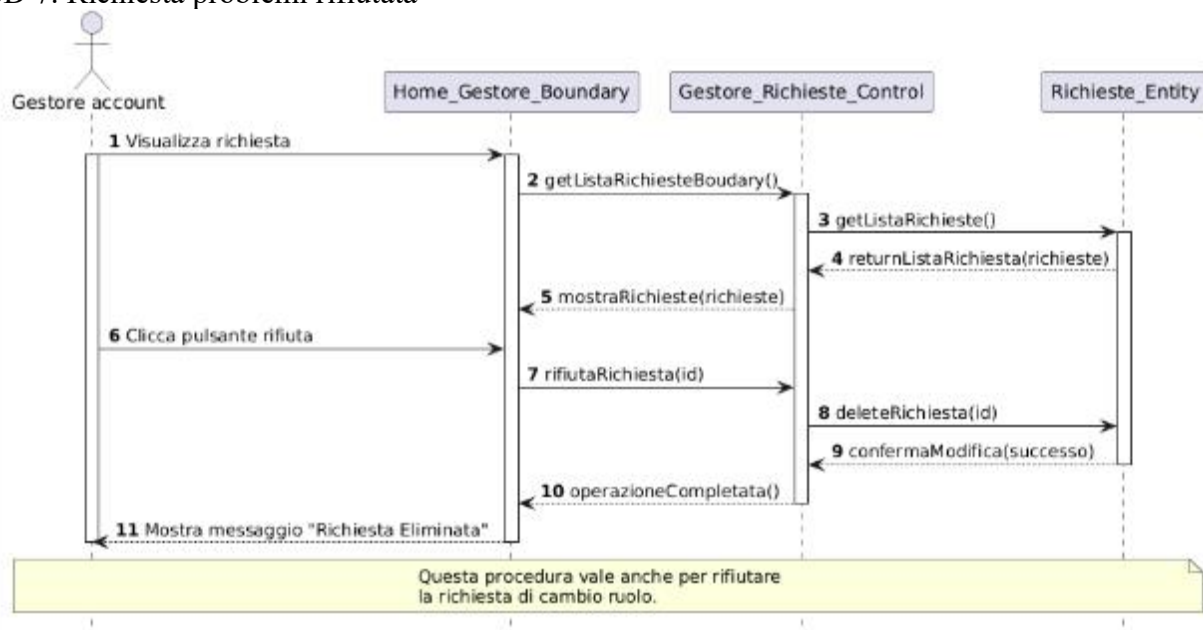 7. Richiesta problemi rifiutata
Gestore account
Home_Gestore_Boundary
Gestore_Richieste_Control
Richieste_Entity
1 Visualizza richiesta
2 getListaRichiesteBoudary()
3 getListaRichieste()
4 returnListaRichiesta(richieste)
5 mostraRichieste(richieste)
6 Clicca pulsante rifiuta
7 rifiutaRichiesta(id)
8 deleteRichiesta(id)
9 confermaModifica(successo)
10 operazioneCompletata()
11 Mostra messaggio "Richiesta Eliminata"
Questa procedura vale anche per rifiutare
la richiesta di cambio ruolo.